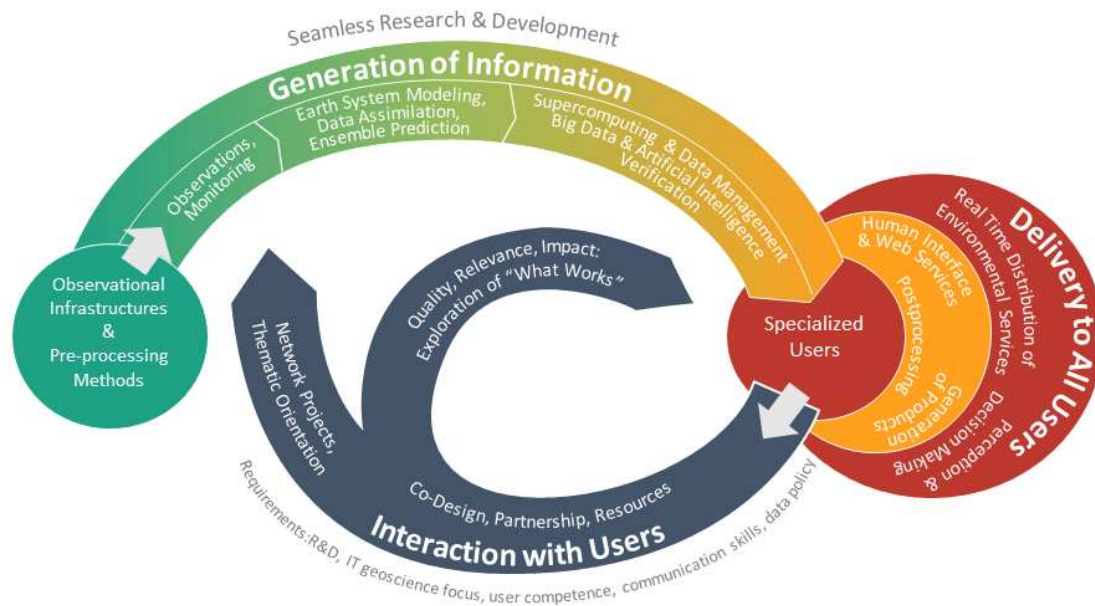 Seamless Research & Development
Generation of Information
Observations,
Monitoring
Earth System Modeling,
Data Assimilation,
Ensemble Prediction
Supercomputing & Data Management
Big Data & Artificial Intelligence
Verification
Observational
Infrastructures
&
Pre-processing
Methods
Quality, Relevance, Impact:
Exploration of “What Works”
Network Projects,
Thematic Orientation
Specialized
Users
Human Interface
& Web Services
Postprocessing
Generation
of Products
Real Time Distribution of
Environmental Services
Perception &
Decision Making
Delivery to All Users
Co-Design, Partnership, Resources
Interaction with Users
Requirements:R&D, IT geoscience focus, user competence, communication skills, data policy